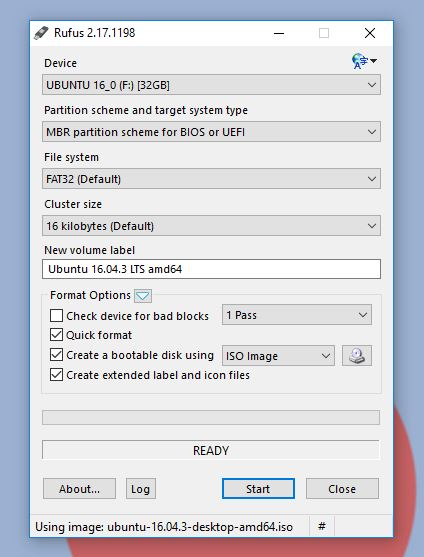 Rufus 2.17.1198
Device
UBUNTU 16_0 (F:) [32GB]
Partition scheme and target system type
MBR partition scheme for BIOS or UEFI
File system
FAT32 (Default)
Cluster size
16 kilobytes (Default)
New volume label
Ubuntu 16.04.3 LTS amd64
Format Options
Check device for bad blocks 1 Pass
Quick format
Create a bootable disk using ISO Image
Create extended label and icon files
READY
About... Log Start Close
Using image: ubuntu-16.04.3-desktop-amd64.iso #